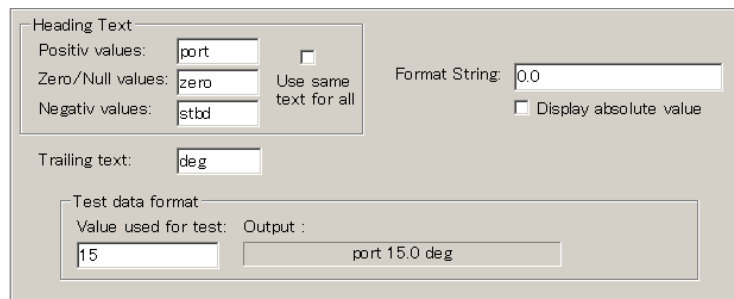 Heading Text
Positiv values: port
Zero/Null values: zero
Negativ values: stbd
Use same
text for all
Format String: 0.0
Display absolute value
Trailing text: deg
Test data format
Value used for test: Output :
15 port 15.0 deg